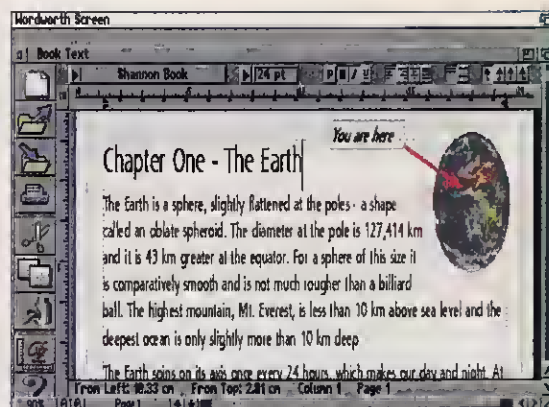 Wordworth Screen
Book Text
Shannon Book 24 pt P B I U
You are here
Chapter One - The Earth
The Earth is a sphere, slightly flattened at the poles - a shape
called an oblate spheroid. The diameter at the pole is 127,414 km
and it is 43 km greater at the equator. For a sphere of this size it
is comparatively smooth and is not much rougher than a billiard
ball. The highest mountain, Mt. Everest, is less than 10 km above sea level and the
deepest ocean is only slightly more than 10 km deep
The Earth spins on its axis once every 24 hours, which makes our day and night. At
From Left: 10.33 cm From Top: 2.81 cm Column 1 Page 1
90% Page 1